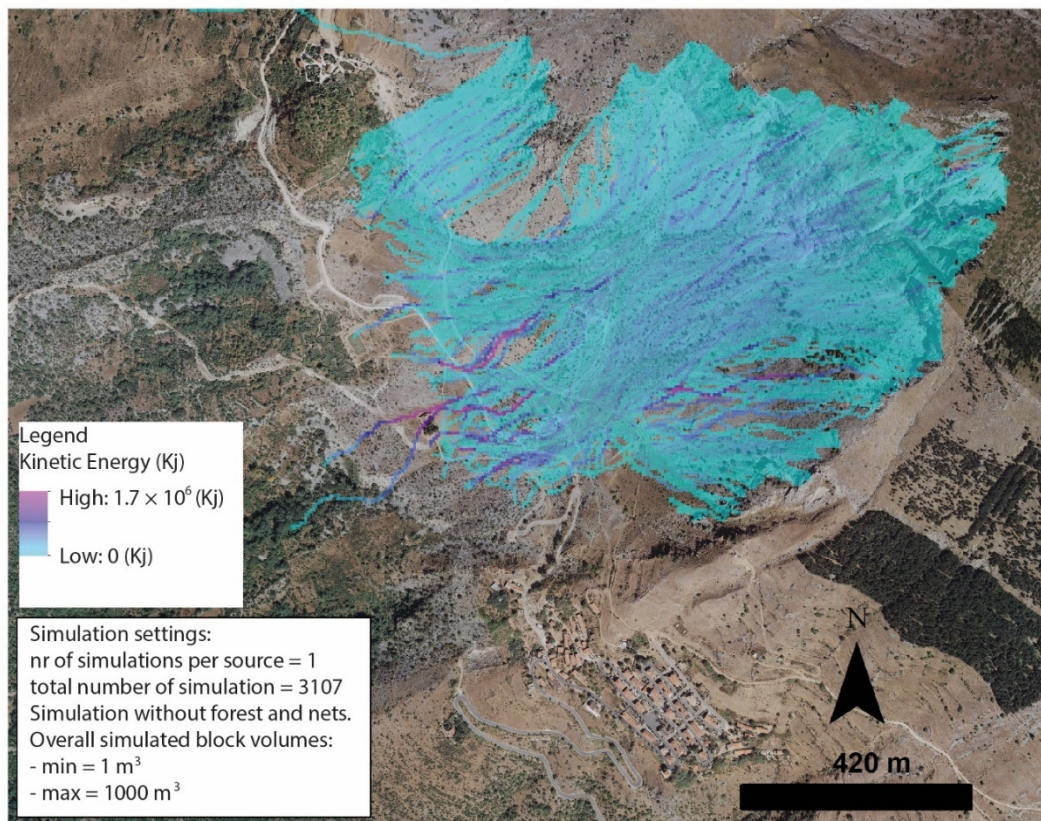 Legend
Kinetic Energy (Kj)
High: 1.7 × 10⁶ (Kj)
Low: 0 (Kj)
Simulation settings:
nr of simulations per source = 1
total number of simulation = 3107
Simulation without forest and nets.
Overall simulated block volumes:
- min = 1 m³
- max = 1000 m³
N
420 m